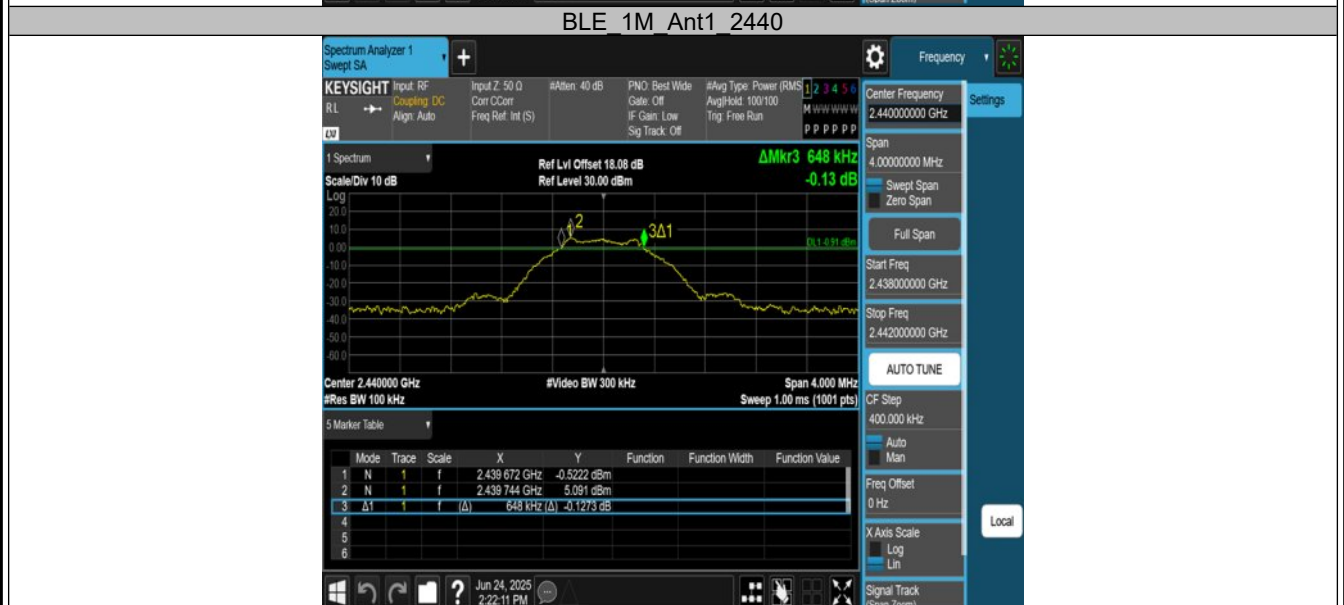 (Span Zoom)
BLE_1M_Ant1_2440
Spectrum Analyzer 1
Swept SA
+
Frequency
KEYSIGHT
RL
LXI
Input: RF
Coupling: DC
Align: Auto
Input Z: 50 Ω
Corr CCorr
Freq Ref: Int (S)
#Atten: 40 dB
PNO: Best Wide
Gate: Off
IF Gain: Low
Sig Track: Off
#Avg Type: Power (RMS
Avg|Hold: 100/100
Trig: Free Run
1 2 3 4 5 6
M W W W W W
P P P P P P
Center Frequency
2.440000000 GHz
Settings
1 Spectrum
Scale/Div 10 dB
Ref Lvl Offset 18.08 dB
Ref Level 30.00 dBm
ΔMkr3 648 kHz
-0.13 dB
Span
4.00000000 MHz
Swept Span
Zero Span
Full Span
Log
20.0
10.0
0.00
-10.0
-20.0
-30.0
-40.0
-50.0
-60.0
2
3Δ1
DL1 -0.91 dBm
Start Freq
2.438000000 GHz
Stop Freq
2.442000000 GHz
AUTO TUNE
Center 2.440000 GHz
#Res BW 100 kHz
#Video BW 300 kHz
Span 4.000 MHz
Sweep 1.00 ms (1001 pts)
CF Step
400.000 kHz
Auto
Man
5 Marker Table
Mode Trace Scale X Y Function Function Width Function Value
1 N 1 f 2.439 672 GHz -0.5222 dBm
2 N 1 f 2.439 744 GHz 5.091 dBm
3 Δ1 1 f (Δ) 648 kHz (Δ) -0.1273 dB
4
5
6
Freq Offset
0 Hz
X Axis Scale
Log
Lin
Local
Signal Track
(Span Zoom)
?
Jun 24, 2025
2:22:11 PM